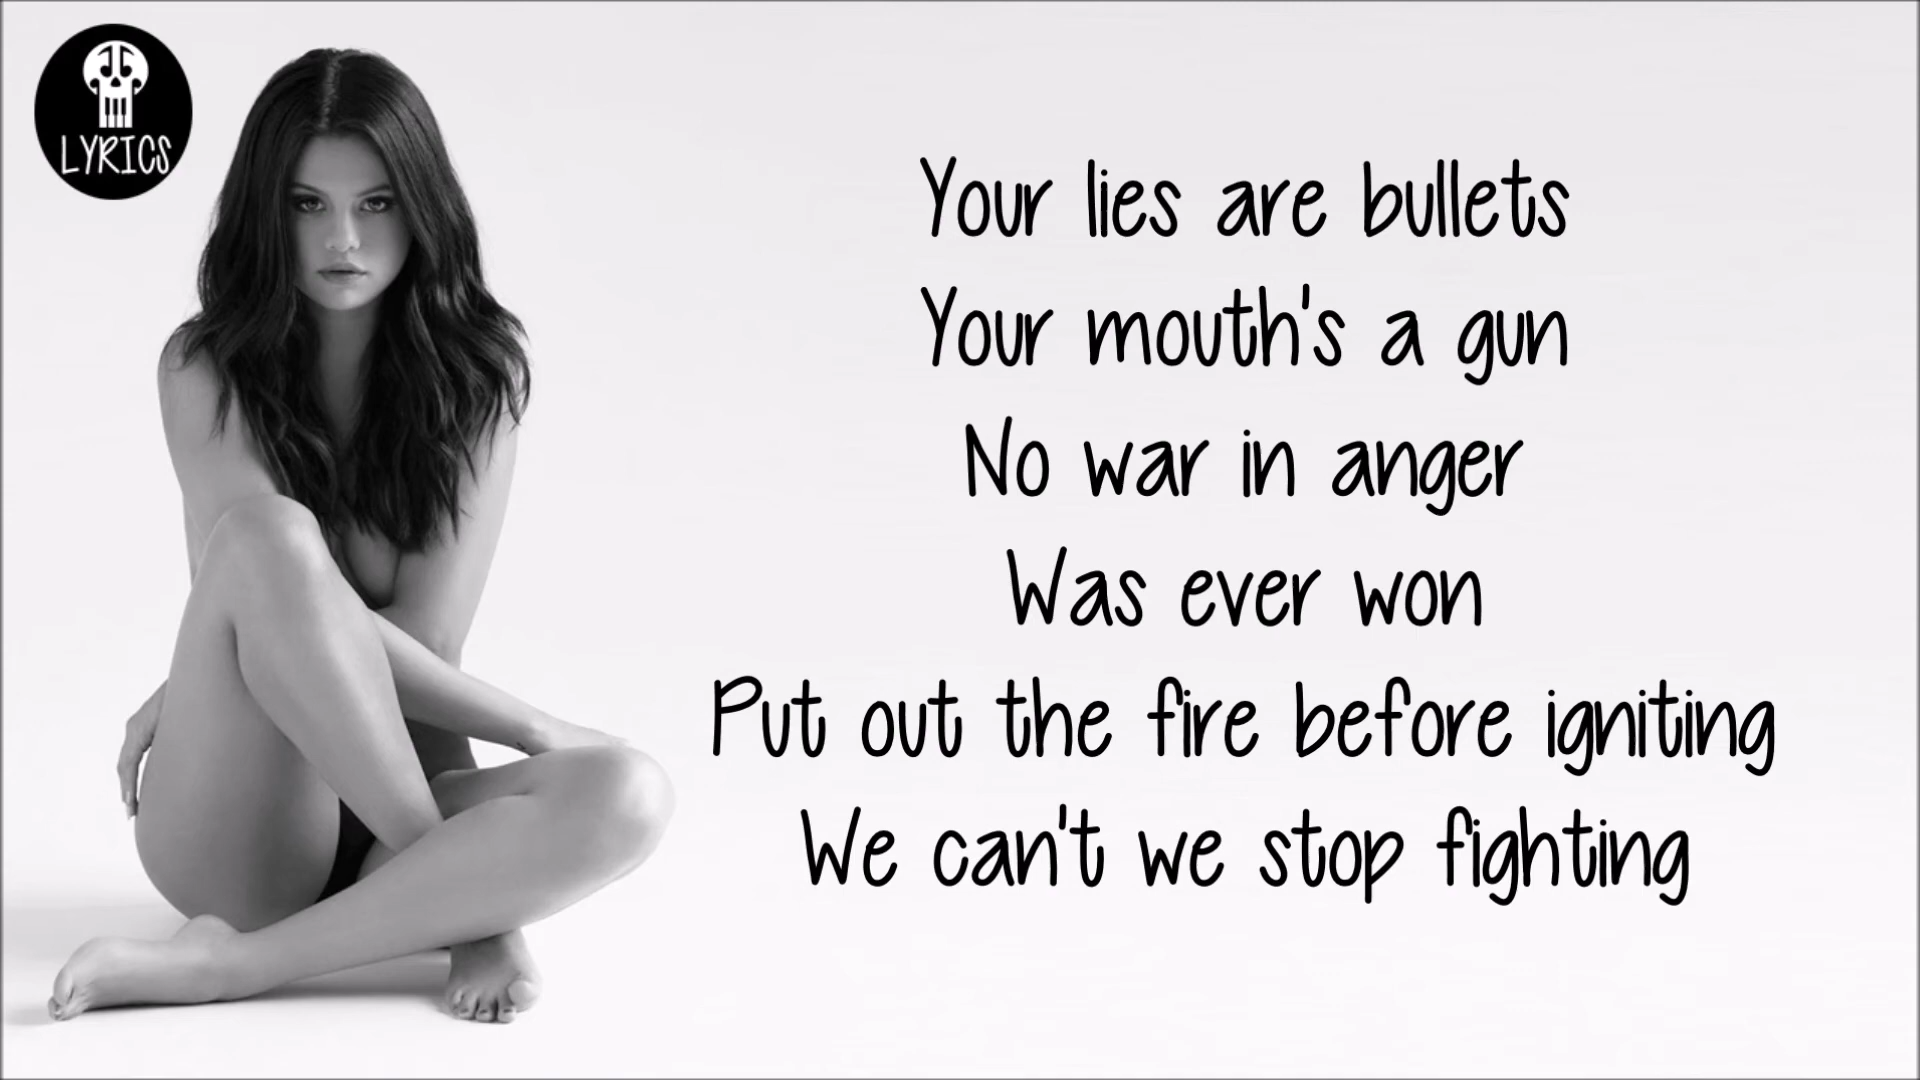 LYRICS
Your lies are bullets
Your mouth's a gun
No war in anger
Was ever won
Put out the fire before igniting
We can't we stop fighting